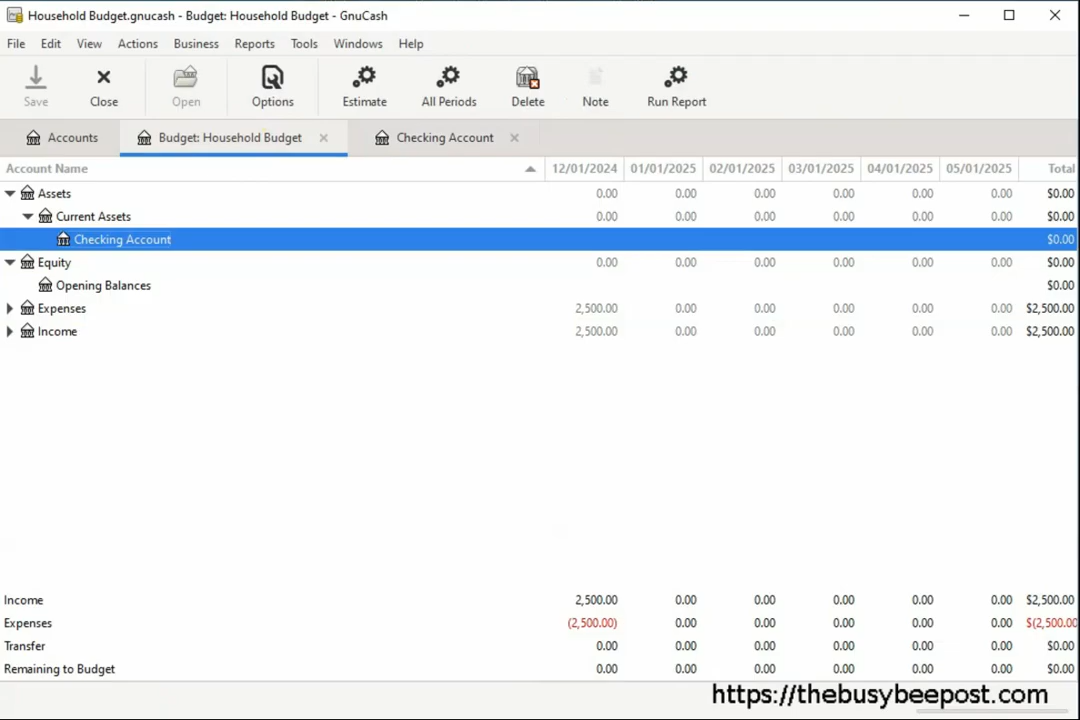 Household Budget.gnucash - Budget: Household Budget - GnuCash
File Edit View Actions Business Reports Tools Windows Help
Save Close Open Options Estimate All Periods Delete Note Run Report
Accounts Budget: Household Budget Checking Account
Account Name 12/01/2024 01/01/2025 02/01/2025 03/01/2025 04/01/2025 05/01/2025 Total
Assets 0.00 0.00 0.00 0.00 0.00 0.00 $0.00
Current Assets 0.00 0.00 0.00 0.00 0.00 0.00 $0.00
Checking Account $0.00
Equity 0.00 0.00 0.00 0.00 0.00 0.00 $0.00
Opening Balances $0.00
Expenses 2,500.00 0.00 0.00 0.00 0.00 0.00 $2,500.00
Income 2,500.00 0.00 0.00 0.00 0.00 0.00 $2,500.00
Income 2,500.00 0.00 0.00 0.00 0.00 0.00 $2,500.00
Expenses (2,500.00) 0.00 0.00 0.00 0.00 0.00 $(2,500.00
Transfer 0.00 0.00 0.00 0.00 0.00 0.00 $0.00
Remaining to Budget 0.00 0.00 0.00 0.00 0.00 0.00 $0.00
https://thebusybeepost.com